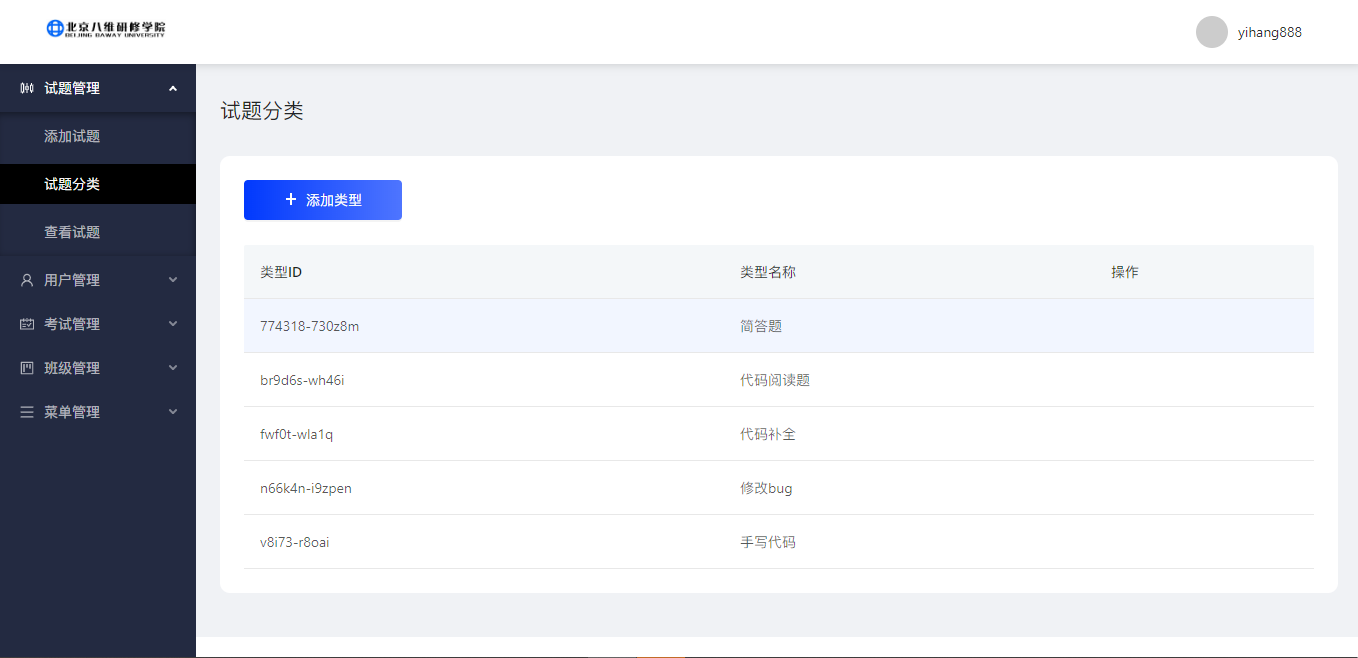 北京八维研修学院
BEIJING BAWAY UNIVERSITY
yihang888
试题管理
添加试题
试题分类
查看试题
用户管理
考试管理
班级管理
菜单管理
试题分类
+ 添加类型
类型ID 类型名称 操作
774318-730z8m 简答题
br9d6s-wh46i 代码阅读题
fwf0t-wla1q 代码补全
n66k4n-i9zpen 修改bug
v8i73-r8oai 手写代码